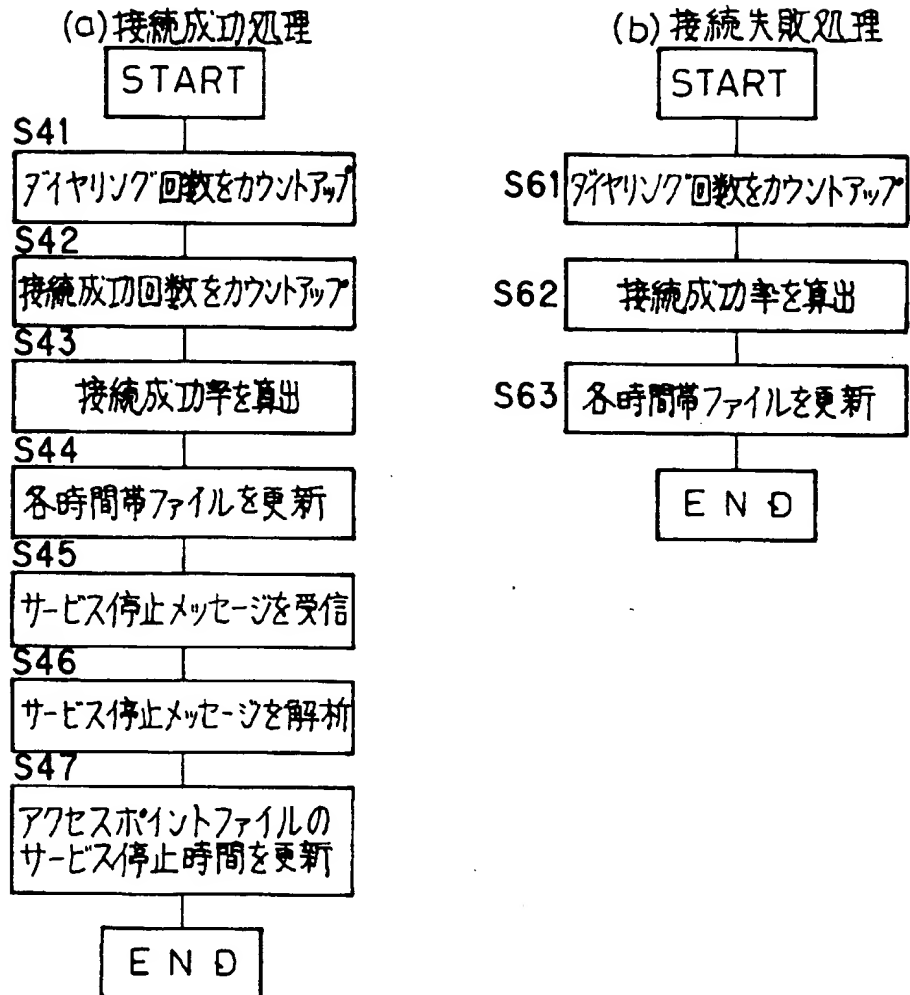 (a)接続成功処理
START
S41
ダイヤリング回数をカウントアップ
S42
接続成功回数をカウントアップ
S43
接続成功率を算出
S44
各時間帯ファイルを更新
S45
サービス停止メッセージを受信
S46
サービス停止メッセージを解析
S47
アクセスポイントファイルの
サービス停止時間を更新
END
(b)接続失敗処理
START
S61 ダイヤリング回数をカウントアップ
S62 接続成功率を算出
S63 各時間帯ファイルを更新
END